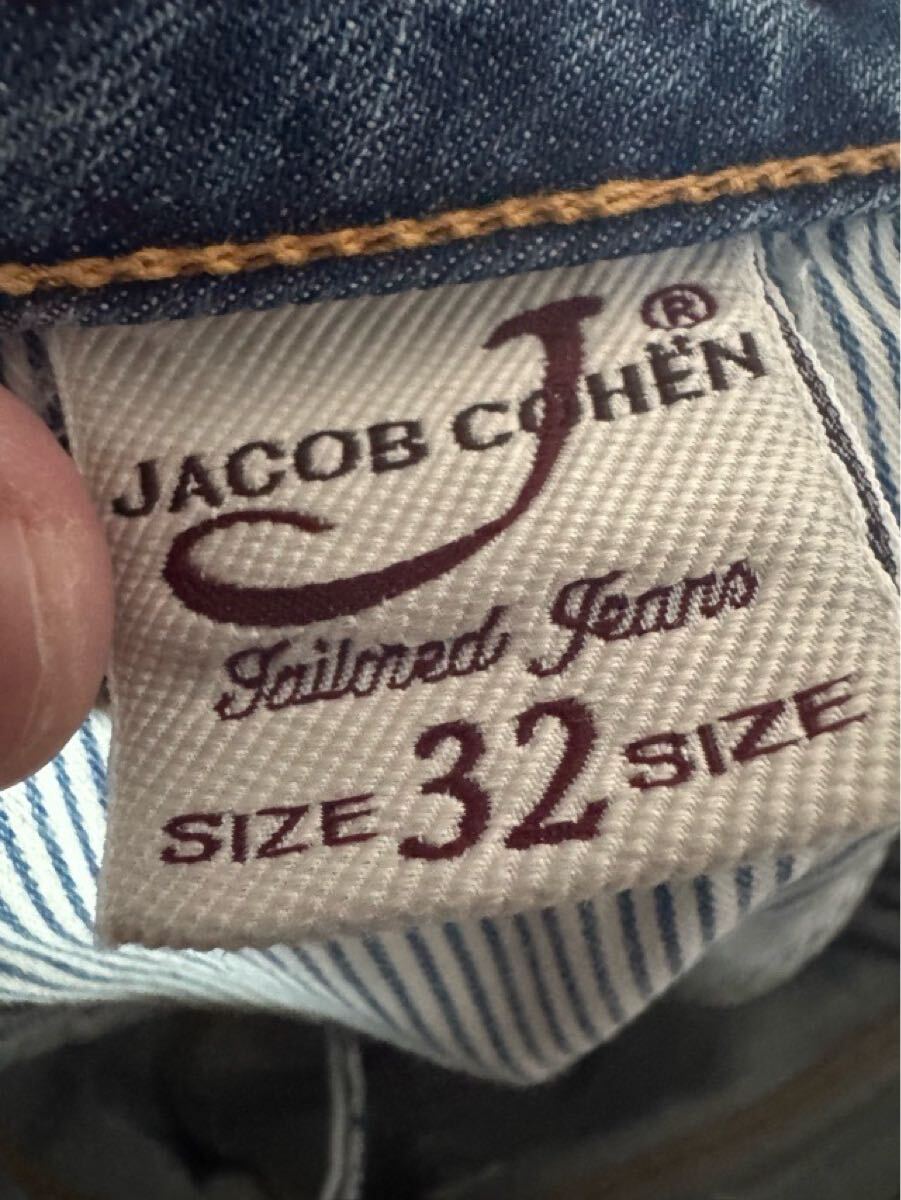 J ®
JACOB COHËN
Tailored Jeans
SIZE 32 SIZE